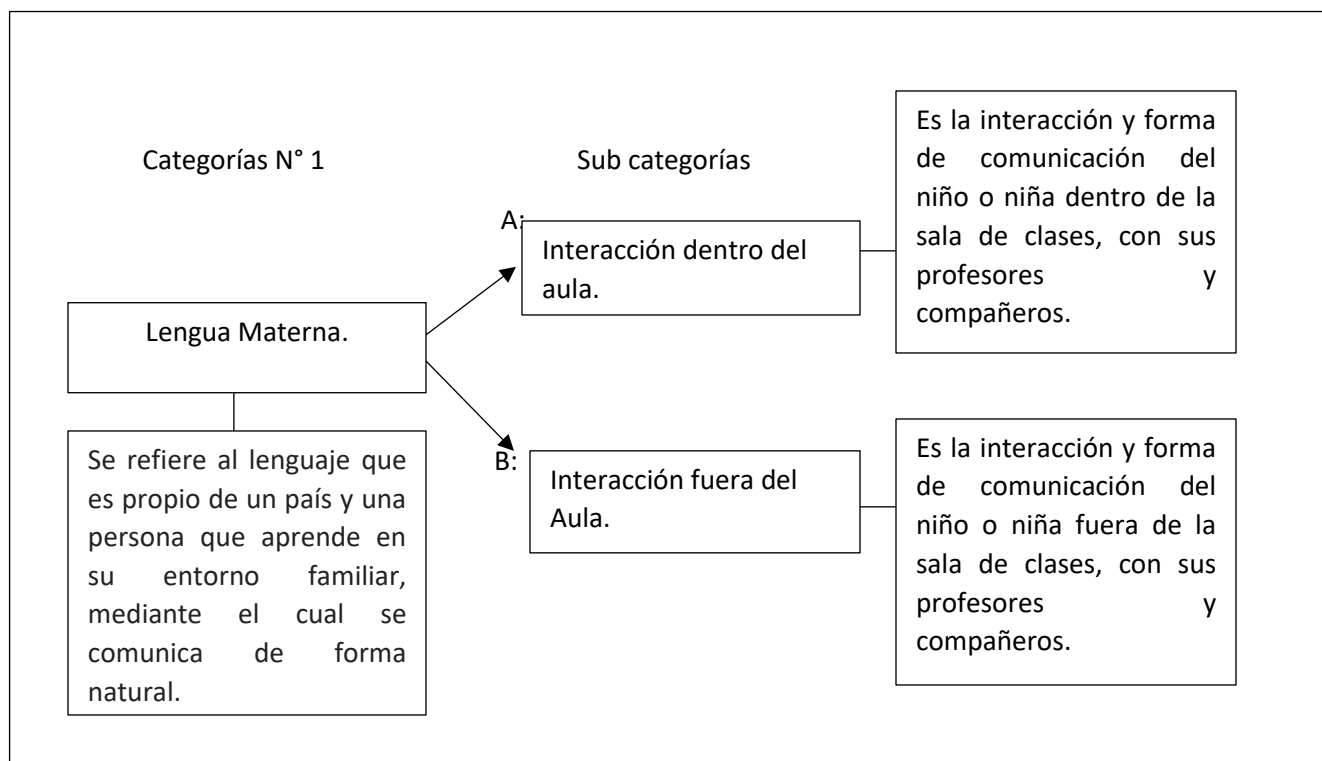 Categorías N° 1
Sub categorías
Lengua Materna.
Se refiere al lenguaje que
es propio de un país y una
persona que aprende en
su entorno familiar,
mediante el cual se
comunica de forma
natural.
A:
Interacción dentro del
aula.
Es la interacción y forma
de comunicación del
niño o niña dentro de la
sala de clases, con sus
profesores y
compañeros.
B:
Interacción fuera del
Aula.
Es la interacción y forma
de comunicación del
niño o niña fuera de la
sala de clases, con sus
profesores y
compañeros.